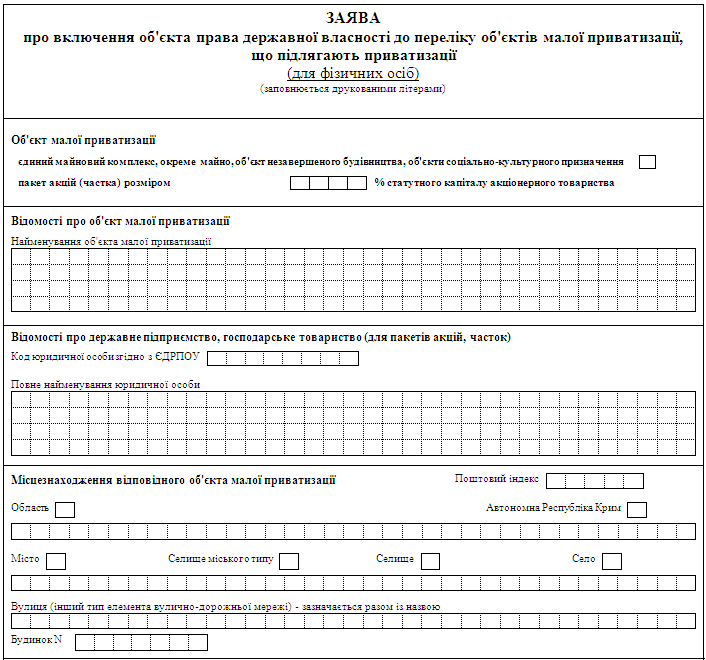 ЗАЯВА
про включення об'єкта права державної власності до переліку об'єктів малої приватизації,
що підлягають приватизації
(для фізичних осіб)
(заповнюється друкованими літерами)
Об'єкт малої приватизації
єдиний майновий комплекс, окреме майно, об'єкт незавершеного будівництва, об'єкти соціально-культурного призначення
пакет акцій (частка) розміром % статутного капіталу акціонерного товариства
Відомості про об'єкт малої приватизації
Найменування об'єкта малої приватизації
Відомості про державне підприємство, господарське товариство (для пакетів акцій, часток)
Код юридичної особи згідно з ЄДРПОУ
Повне найменування юридичної особи
Місцезнаходження відповідного об'єкта малої приватизації Поштовий індекс
Область Автономна Республіка Крим
Місто Селище міського типу Селище Село
Вулиця (інший тип елемента вулично-дорожньої мережі) - зазначається разом із назвою
Будинок N